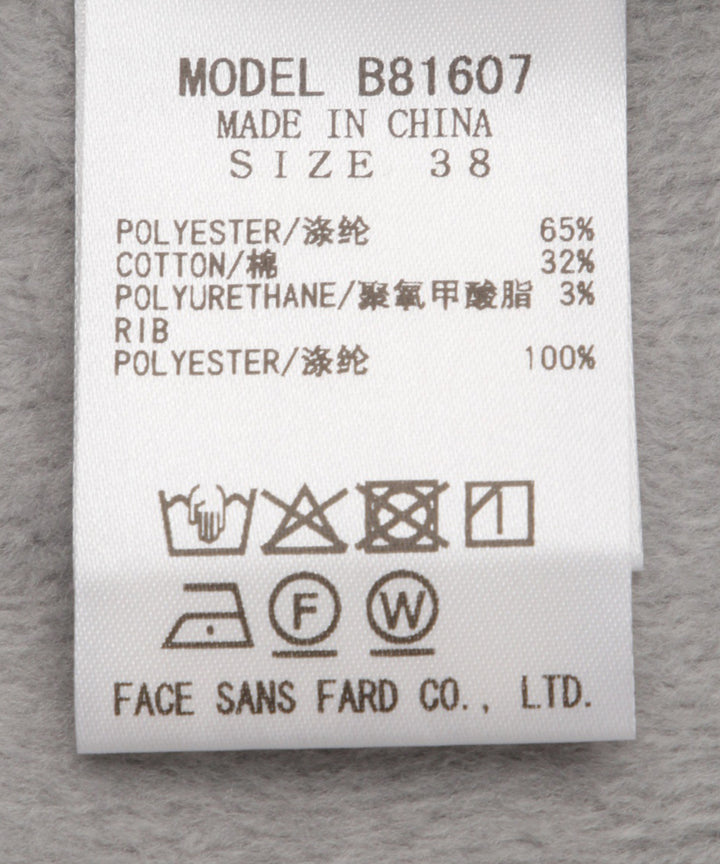 MODEL B81607
MADE IN CHINA
SIZE 38
POLYESTER/涤纶 65%
COTTON/棉 32%
POLYURETHANE/聚氧甲酸脂 3%
RIB
POLYESTER/涤纶 100%
F W
FACE SANS FARD CO., LTD.